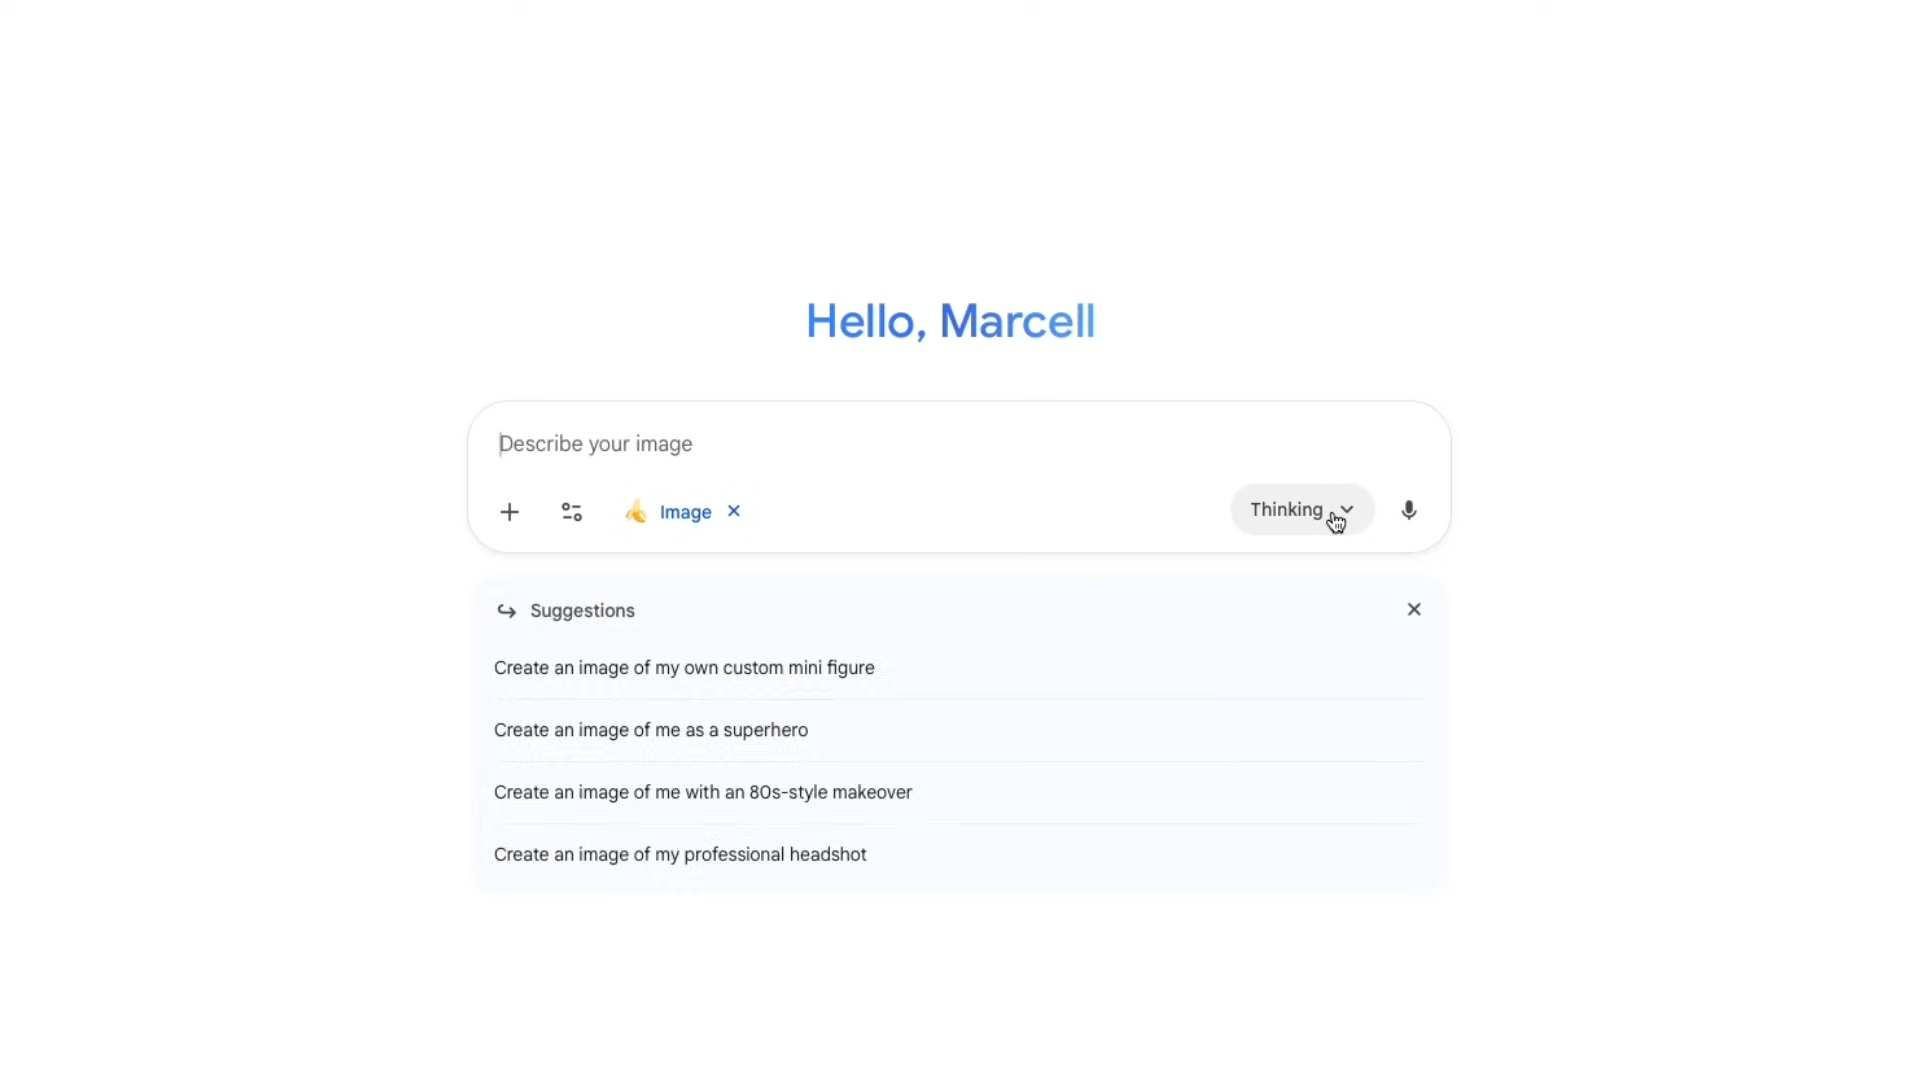 Hello, Marcell
Describe your image
Image
Thinking
Suggestions
Create an image of my own custom mini figure
Create an image of me as a superhero
Create an image of me with an 80s-style makeover
Create an image of my professional headshot